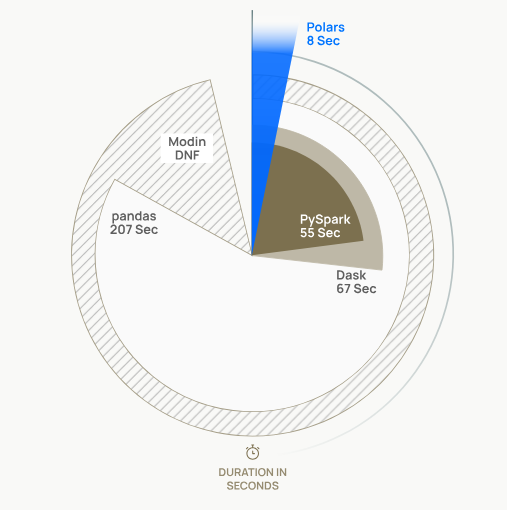 Polars
8 Sec
Modin
DNF
pandas
207 Sec
PySpark
55 Sec
Dask
67 Sec
DURATION IN
SECONDS